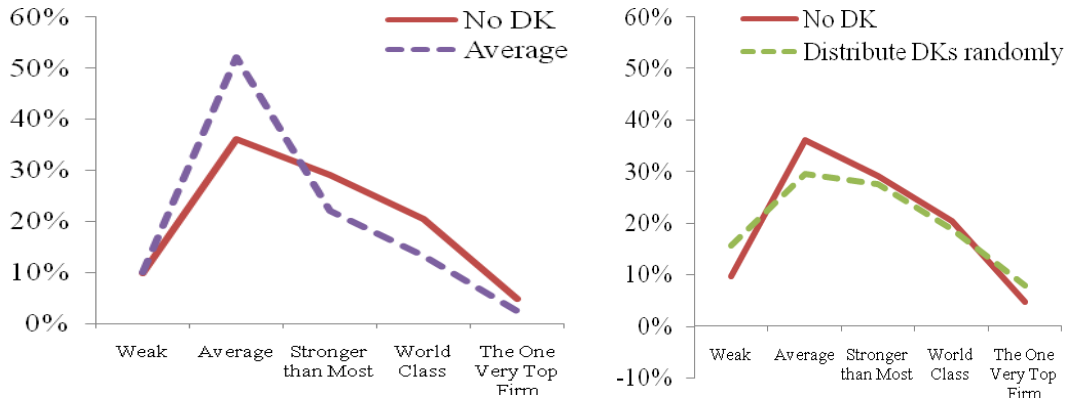 60%
50%
40%
30%
20%
10%
0%
No DK
Average
Weak
Average
Stronger
than Most
World
Class
The One
Very Top
Firm
60%
50%
40%
30%
20%
10%
0%
-10%
No DK
Distribute DKs randomly
Weak
Average
Stronger
than Most
World
Class
The One
Very Top
Firm